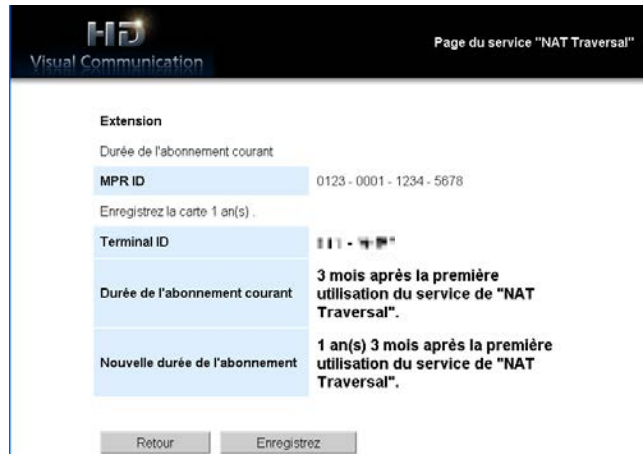 HD
Visual Communication
Page du service "NAT Traversal"
Extension
Durée de l'abonnement courant
MPR ID
0123 - 0001 - 1234 - 5678
Enregistrez la carte 1 an(s) .
Terminal ID
Durée de l'abonnement courant
3 mois après la première
utilisation du service de "NAT
Traversal".
Nouvelle durée de l'abonnement
1 an(s) 3 mois après la première
utilisation du service de "NAT
Traversal".
Retour
Enregistrez